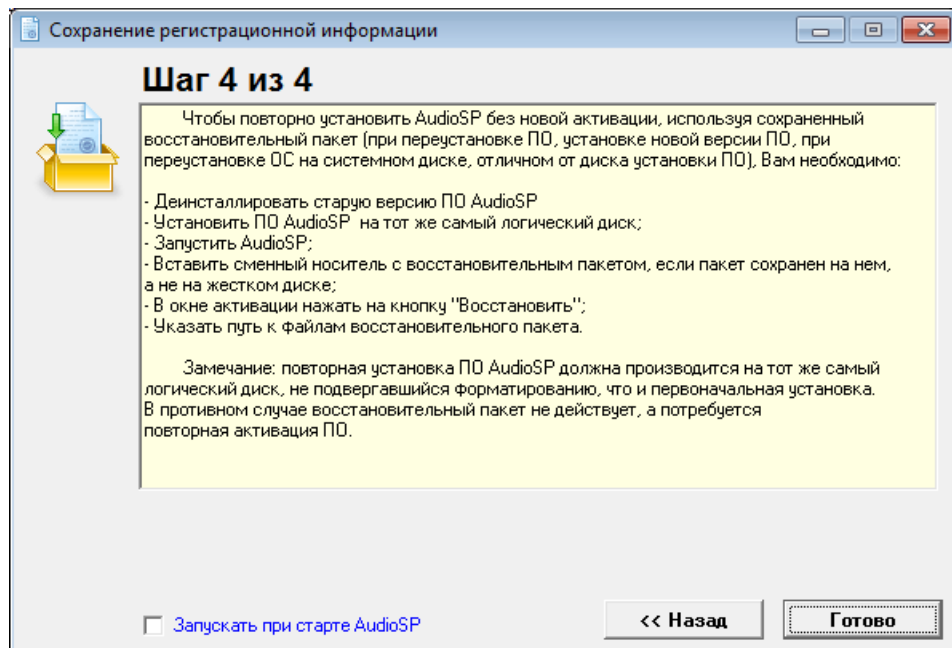 Сохранение регистрационной информации
Шаг 4 из 4
Чтобы повторно установить AudioSP без новой активации, используя сохраненный
восстановительный пакет (при переустановке ПО, установке новой версии ПО, при
переустановке ОС на системном диске, отличном от диска установки ПО), Вам необходимо:
- Деинсталлировать старую версию ПО AudioSP
- Установить ПО AudioSP на тот же самый логический диск;
- Запустить AudioSP;
- Вставить сменный носитель с восстановительным пакетом, если пакет сохранен на нем,
а не на жестком диске;
- В окне активации нажать на кнопку "Восстановить";
- Указать путь к файлам восстановительного пакета.
Замечание: повторная установка ПО AudioSP должна производится на тот же самый
логический диск, не подвергавшийся форматированию, что и первоначальная установка.
В противном случае восстановительный пакет не действует, а потребуется
повторная активация ПО.
Запускать при старте AudioSP
<< Назад
Готово